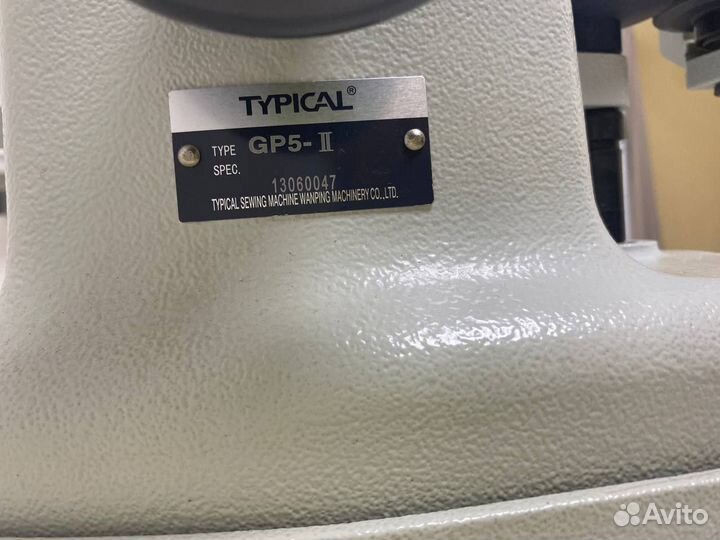 TYPICAL®
TYPE GP5-II
SPEC.
13060047
TYPICAL SEWING MACHINE WANPING MACHINERY CO.,LTD.
Avito